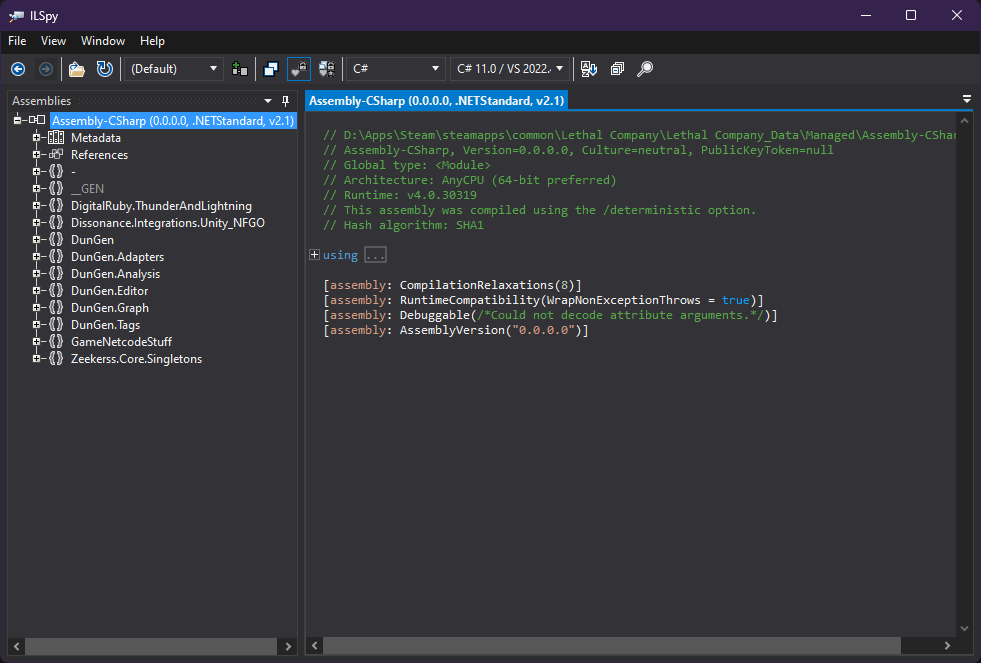 ILSpy
File View Window Help
(Default) C# C# 11.0 / VS 2022.
Assemblies
Assembly-CSharp (0.0.0.0, .NETStandard, v2.1)
Metadata
References
-
__GEN
DigitalRuby.ThunderAndLightning
Dissonance.Integrations.Unity_NFGO
DunGen
DunGen.Adapters
DunGen.Analysis
DunGen.Editor
DunGen.Graph
DunGen.Tags
GameNetcodeStuff
Zeekerss.Core.Singletons
Assembly-CSharp (0.0.0.0, .NETStandard, v2.1)
// D:\Apps\Steam\steamapps\common\Lethal Company\Lethal Company_Data\Managed\Assembly-CShar
// Assembly-CSharp, Version=0.0.0.0, Culture=neutral, PublicKeyToken=null
// Global type: <Module>
// Architecture: AnyCPU (64-bit preferred)
// Runtime: v4.0.30319
// This assembly was compiled using the /deterministic option.
// Hash algorithm: SHA1
using ...
[assembly: CompilationRelaxations(8)]
[assembly: RuntimeCompatibility(WrapNonExceptionThrows = true)]
[assembly: Debuggable(/*Could not decode attribute arguments.*/)]
[assembly: AssemblyVersion("0.0.0.0")]